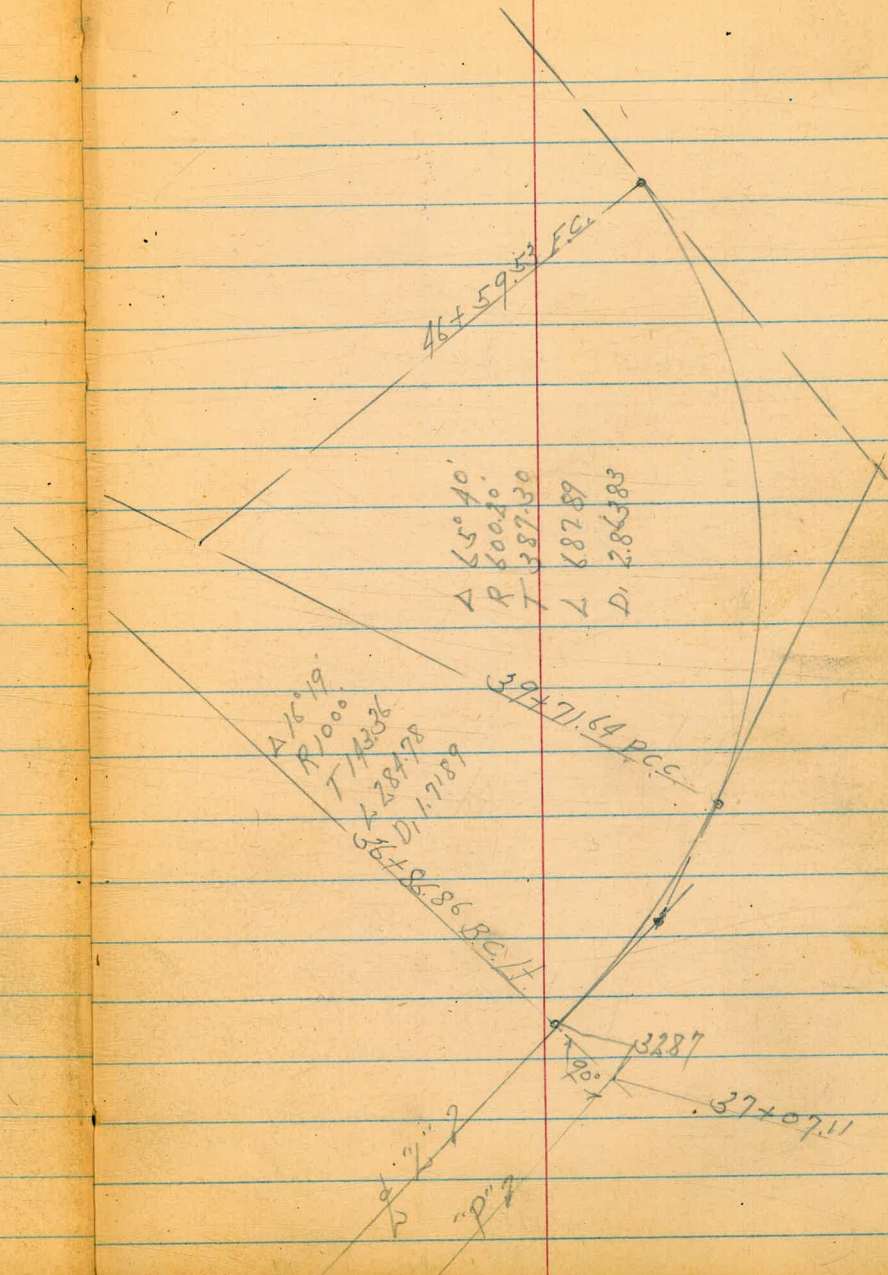 46+59.53 E.C.
Δ 65° 40'
R 600.20'
T 387.30
L 687.89
D, 2.86383
39+71.64 P.C.C.
Δ 16° 19'
R 1000.'
T 143.36
L 284.78
D, 1.7189
36+86.86 B.C. lt.
3287
90°
37+07.11
"L"
"P"